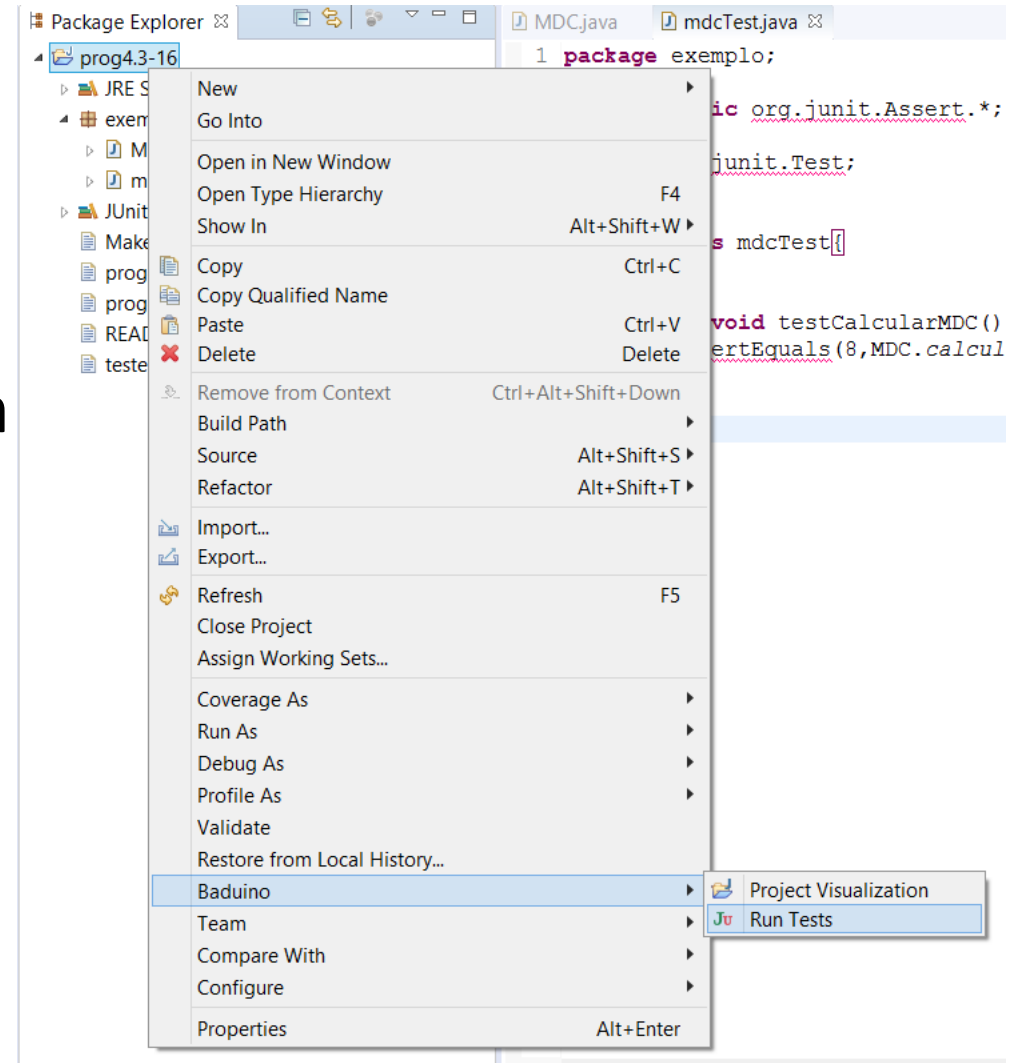 Package Explorer
MDC.java
mdcTest.java
prog4.3-16
1 package exemplo;
JRE S
exem
M
m
JUnit
Make
prog
prog
READ
teste
ic org.junit.Assert.*;
junit.Test;
s mdcTest{
void testCalcularMDC()
ertEquals(8,MDC.calcul
n
New
Go Into
Open in New Window
Open Type Hierarchy F4
Show In Alt+Shift+W
Copy Ctrl+C
Copy Qualified Name
Paste Ctrl+V
Delete Delete
Remove from Context Ctrl+Alt+Shift+Down
Build Path
Source Alt+Shift+S
Refactor Alt+Shift+T
Import...
Export...
Refresh F5
Close Project
Assign Working Sets...
Coverage As
Run As
Debug As
Profile As
Validate
Restore from Local History...
Baduino
Project Visualization
Ju Run Tests
Team
Compare With
Configure
Properties Alt+Enter